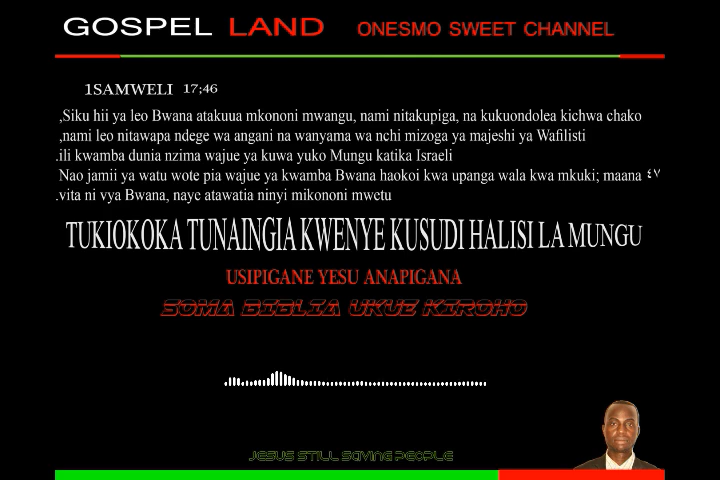 GOSPEL LAND ONESMO SWEET CHANNEL
1SAMWELI 17;46
,Siku hii ya leo Bwana atakuua mkononi mwangu, nami nitakupiga, na kukuondolea kichwa chako
,nami leo nitawapa ndege wa angani na wanyama wa nchi mizoga ya majeshi ya Wafilisti
.ili kwamba dunia nzima wajue ya kuwa yuko Mungu katika Israeli
Nao jamii ya watu wote pia wajue ya kwamba Bwana haokoi kwa upanga wala kwa mkuki; maana ٤٧
.vita ni vya Bwana, naye atawatia ninyi mikononi mwetu
TUKIOKOKA TUNAINGIA KWENYE KUSUDI HALISI LA MUNGU
USIPIGANE YESU ANAPIGANA
SOMA BIBLIA UKUE KIROHO
JESUS STILL SAVING PEOPLE